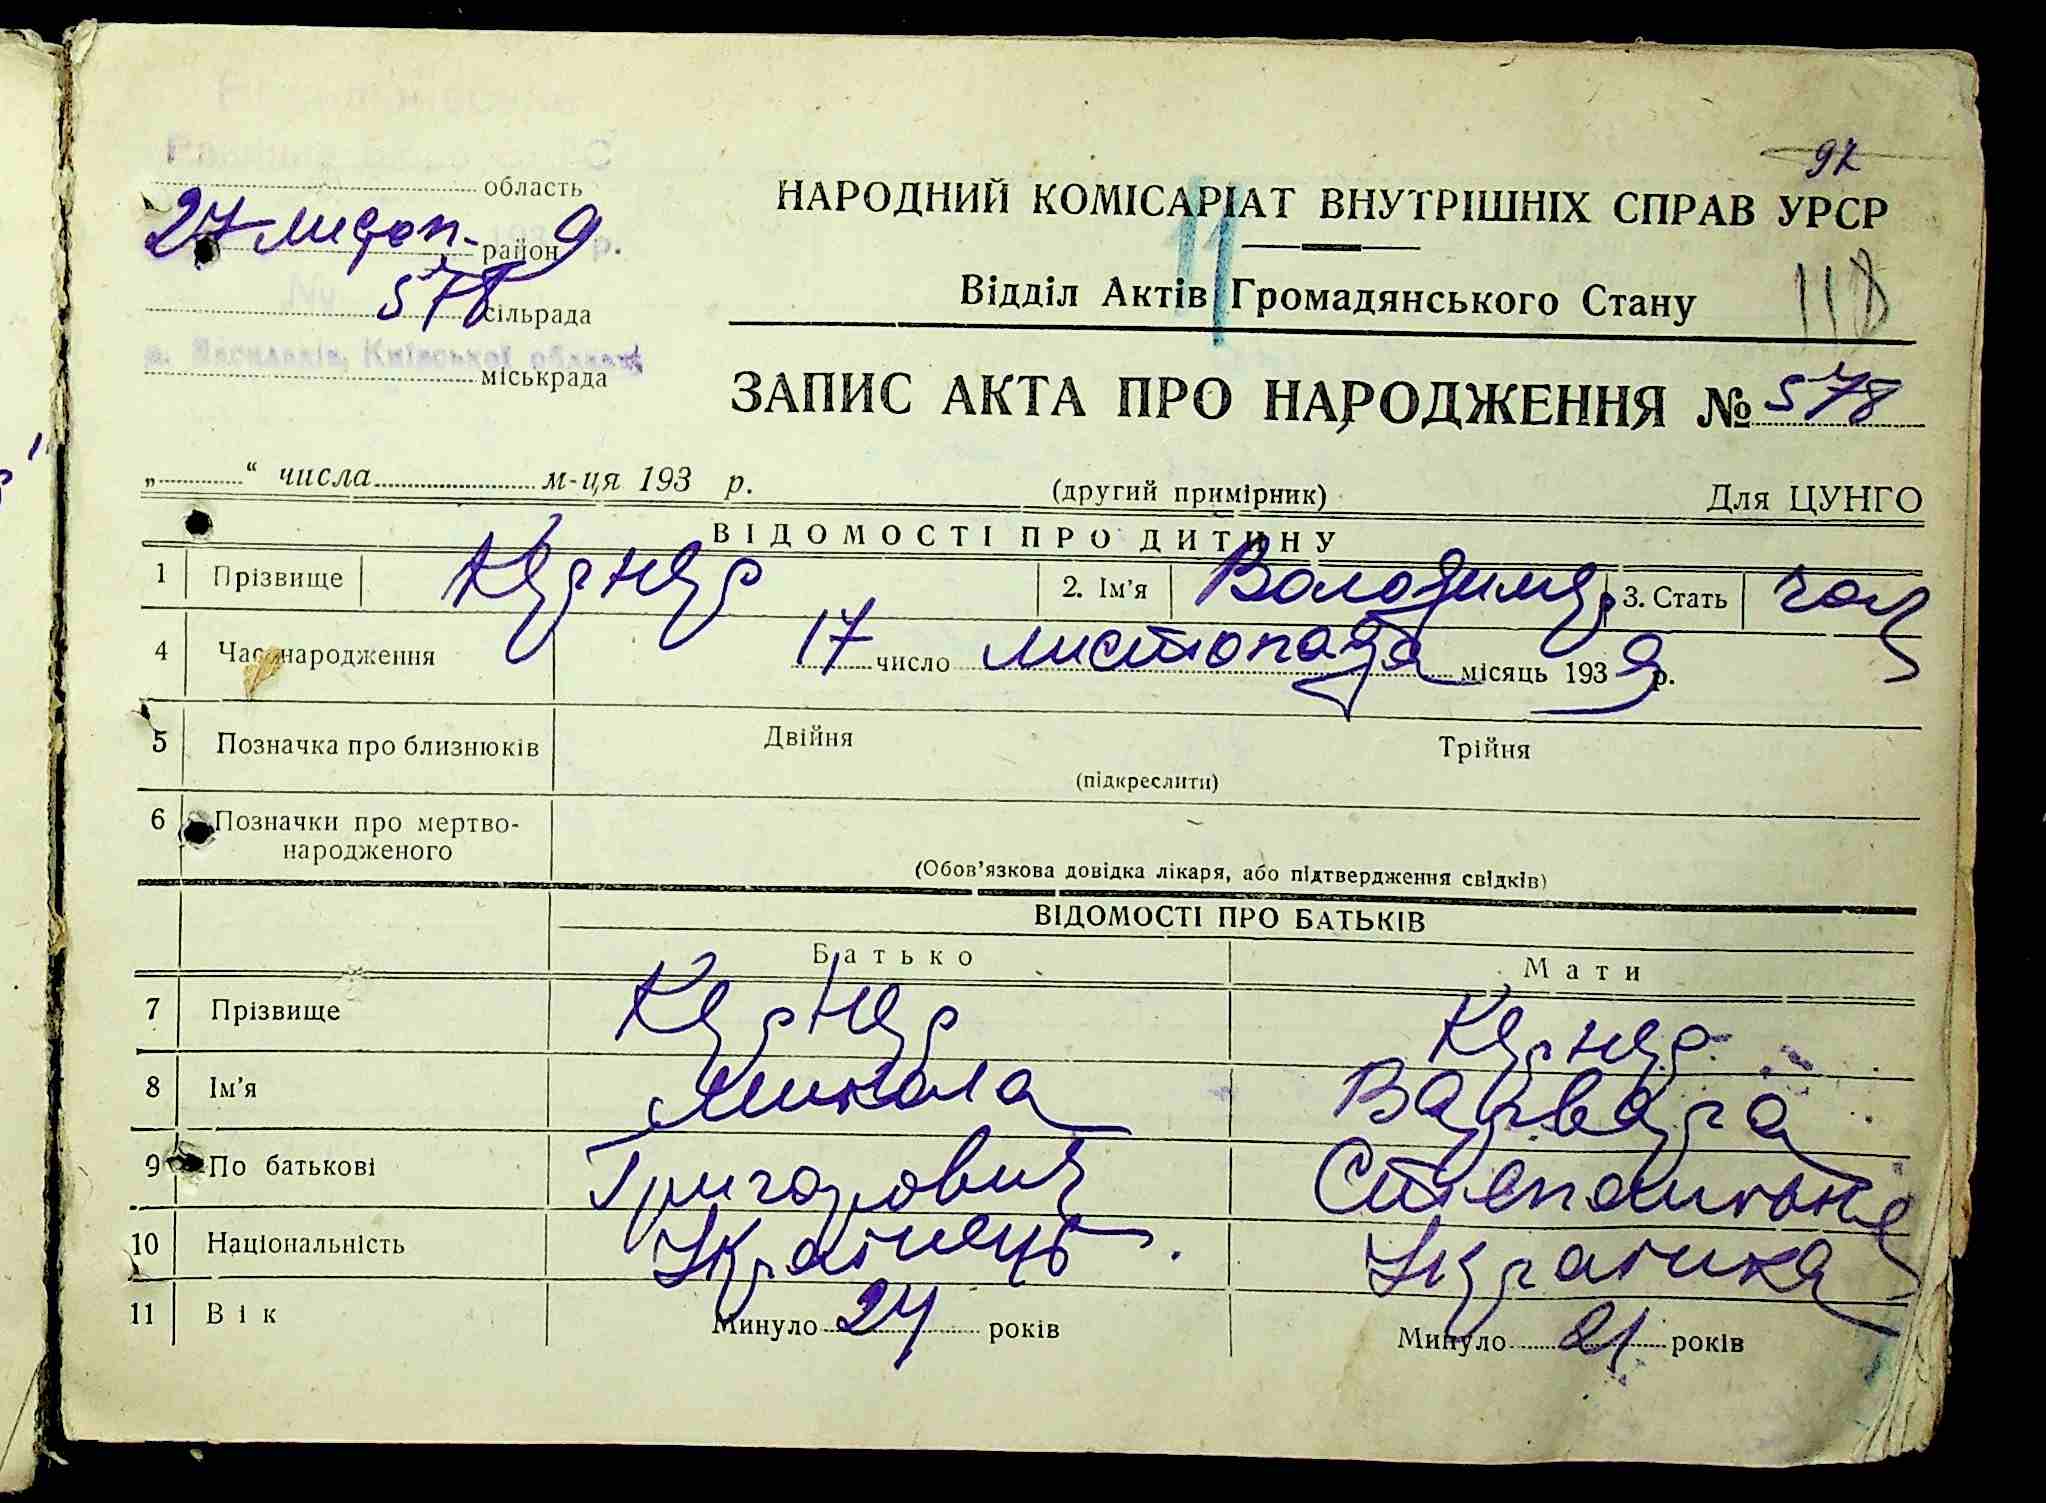 97
область
27 листоп. район 9 р.
578 сільрада
м. Васильків, Київської області
міськрада
НАРОДНИЙ КОМІСАРІАТ ВНУТРІШНІХ СПРАВ УРСР
11
Відділ Актів Громадянського Стану
118
ЗАПИС АКТА ПРО НАРОДЖЕННЯ № 578
„ “ числа м-ця 193 р. (другий примірник) Для ЦУНГО
ВІДОМОСТІ ПРО ДИТИНУ
1 Прізвище Кернер 2. Ім’я Володимир 3. Стать чол
4 Час народження 17 число листопада місяць 1939 р.
5 Позначка про близнюків Двійня Трійня
(підкреслити)
6 Позначки про мертво-
народженого
(Обов’язкова довідка лікаря, або підтвердження свідків)
ВІДОМОСТІ ПРО БАТЬКІВ
Батько Мати
7 Прізвище Кернер Кернер
8 Ім’я Микола Варвара
9 По батькові Григорович
10 Національність Українець Українка
11 Вік Минуло 24 років Минуло 21 років